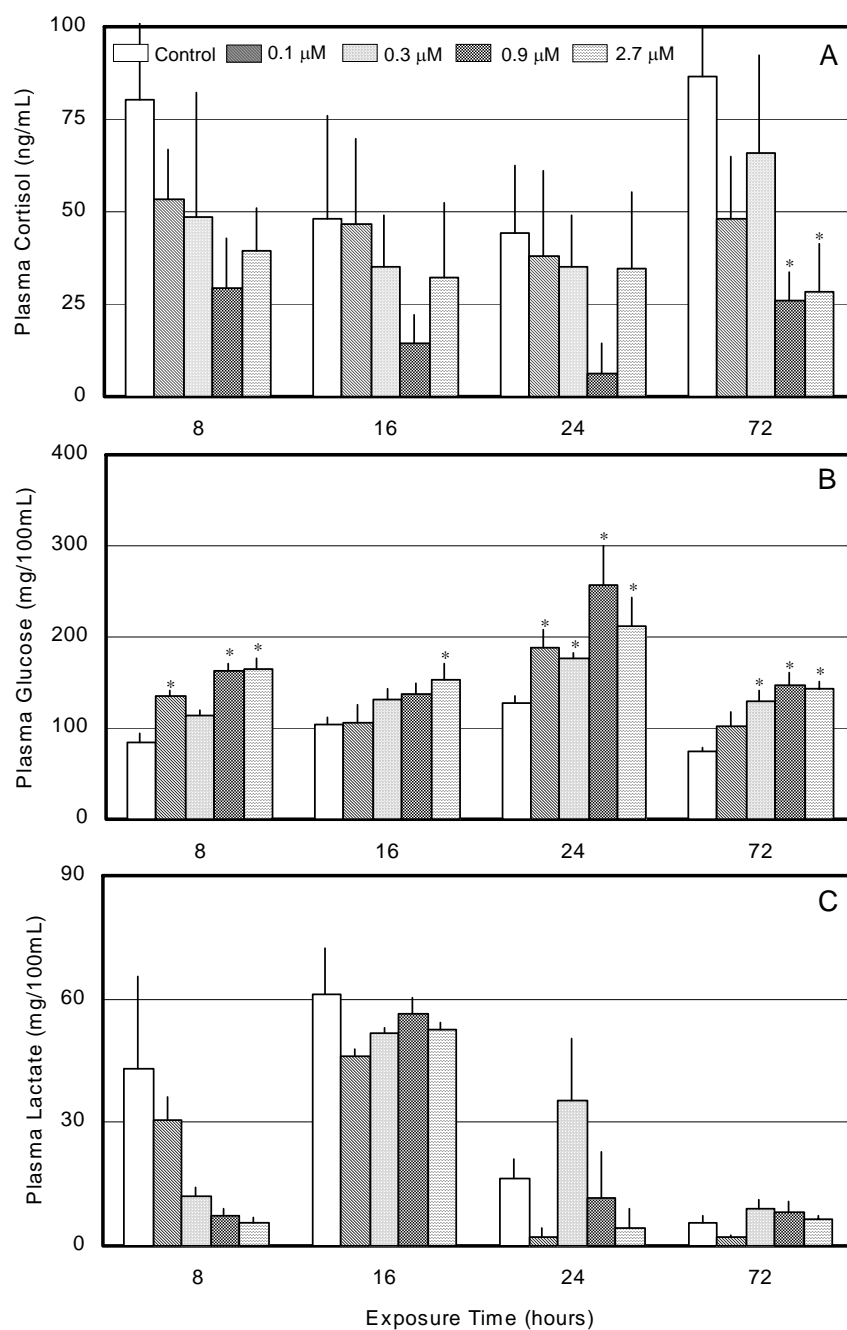 100
Control 0.1 μM 0.3 μM 0.9 μM 2.7 μM A
75
50
25
0
Plasma Cortisol (ng/mL)
* *
8 16 24 72
400
B
300
200
100
0
Plasma Glucose (mg/100mL)
* * * * * * * * * * *
8 16 24 72
90
C
60
30
0
Plasma Lactate (mg/100mL)
8 16 24 72
Exposure Time (hours)